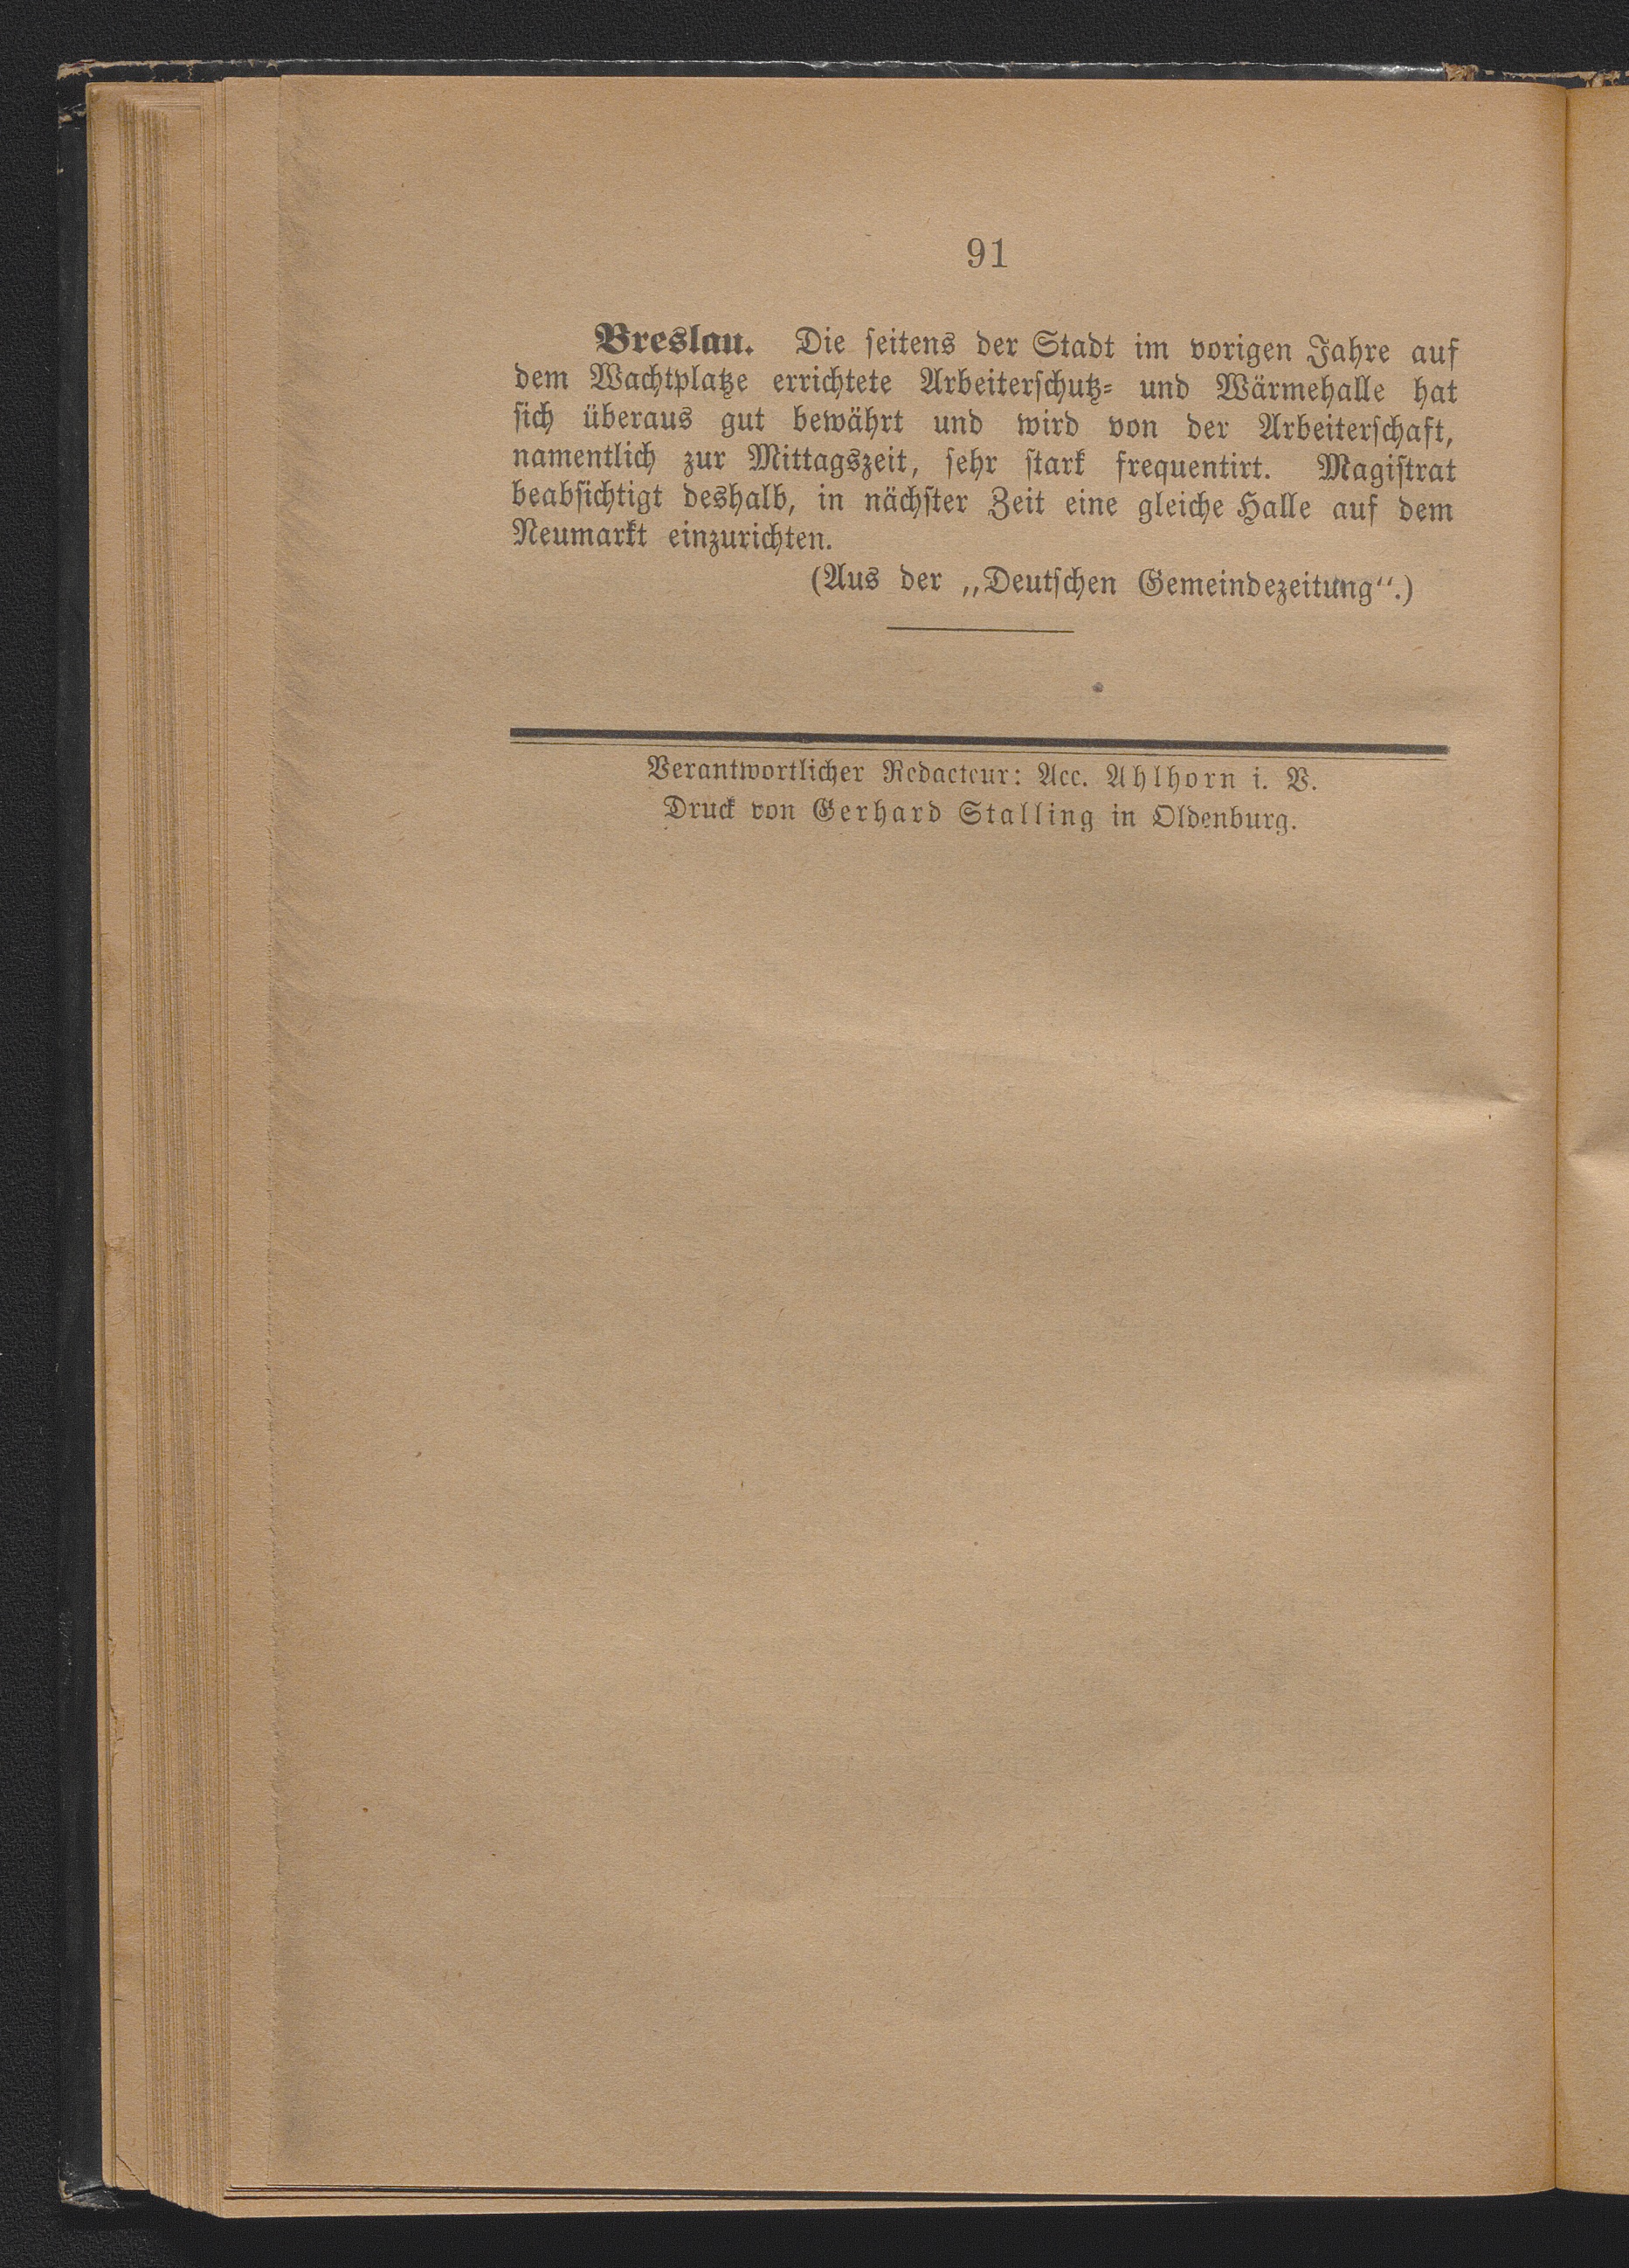 91
Breslau. Die seitens der Stadt im vorigen Jahre auf
dem Wachtplatze errichtete Arbeiterschutz- und Wärmehalle hat
sich überaus gut bewährt und wird von der Arbeiterschaft,
namentlich zur Mittagszeit, sehr stark frequentirt. Magistrat
beabsichtigt deshalb, in nächster Zeit eine gleiche Halle auf dem
Neumarkt einzurichten.
(Aus der „Deutschen Gemeindezeitung“.)
Verantwortlicher Redacteur: Acc. Ahlhorn i. V.
Druck von Gerhard Stalling in Oldenburg.